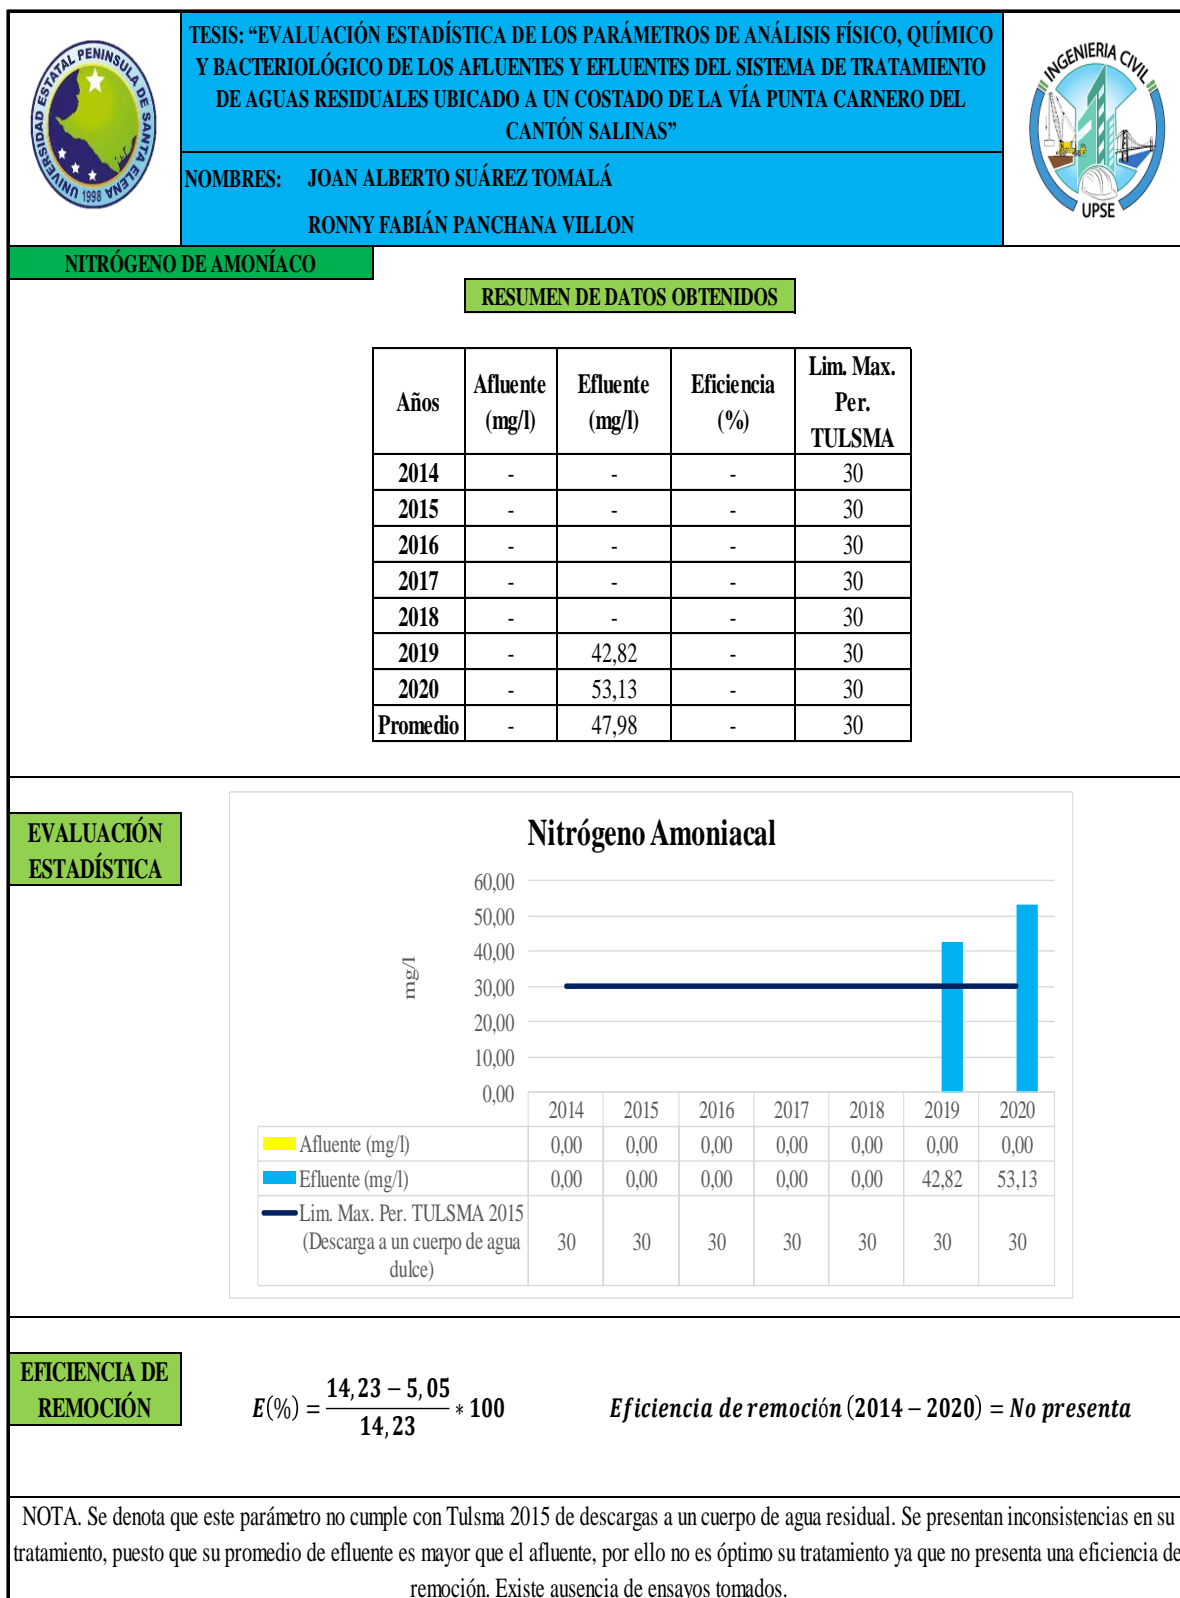 UNIVERSIDAD ESTATAL PENINSULA DE SANTA ELENA
1998
TESIS: “EVALUACIÓN ESTADÍSTICA DE LOS PARÁMETROS DE ANÁLISIS FÍSICO, QUÍMICO
Y BACTERIOLÓGICO DE LOS AFLUENTES Y EFLUENTES DEL SISTEMA DE TRATAMIENTO
DE AGUAS RESIDUALES UBICADO A UN COSTADO DE LA VÍA PUNTA CARNERO DEL
CANTÓN SALINAS”
NOMBRES: JOAN ALBERTO SUÁREZ TOMALÁ
RONNY FABIÁN PANCHANA VILLON
INGENIERIA CIVIL
UPSE
NITRÓGENO DE AMONÍACO
RESUMEN DE DATOS OBTENIDOS
Años Afluente (mg/l) Efluente (mg/l) Eficiencia (%) Lim. Max. Per. TULSMA
2014 - - - 30
2015 - - - 30
2016 - - - 30
2017 - - - 30
2018 - - - 30
2019 - 42,82 - 30
2020 - 53,13 - 30
Promedio - 47,98 - 30
EVALUACIÓN
ESTADÍSTICA
Nitrógeno Amoniacal
mg/l
60,00
50,00
40,00
30,00
20,00
10,00
0,00
2014 2015 2016 2017 2018 2019 2020
Afluente (mg/l) 0,00 0,00 0,00 0,00 0,00 0,00 0,00
Efluente (mg/l) 0,00 0,00 0,00 0,00 0,00 42,82 53,13
Lim. Max. Per. TULSMA 2015
(Descarga a un cuerpo de agua
dulce) 30 30 30 30 30 30 30
EFICIENCIA DE
REMOCIÓN
E(%) = (14,23 − 5,05) / 14,23 ∗ 100
Eficiencia de remoción (2014 − 2020) = No presenta
NOTA. Se denota que este parámetro no cumple con Tulsma 2015 de descargas a un cuerpo de agua residual. Se presentan inconsistencias en su
tratamiento, puesto que su promedio de efluente es mayor que el afluente, por ello no es óptimo su tratamiento ya que no presenta una eficiencia de
remoción. Existe ausencia de ensayos tomados.